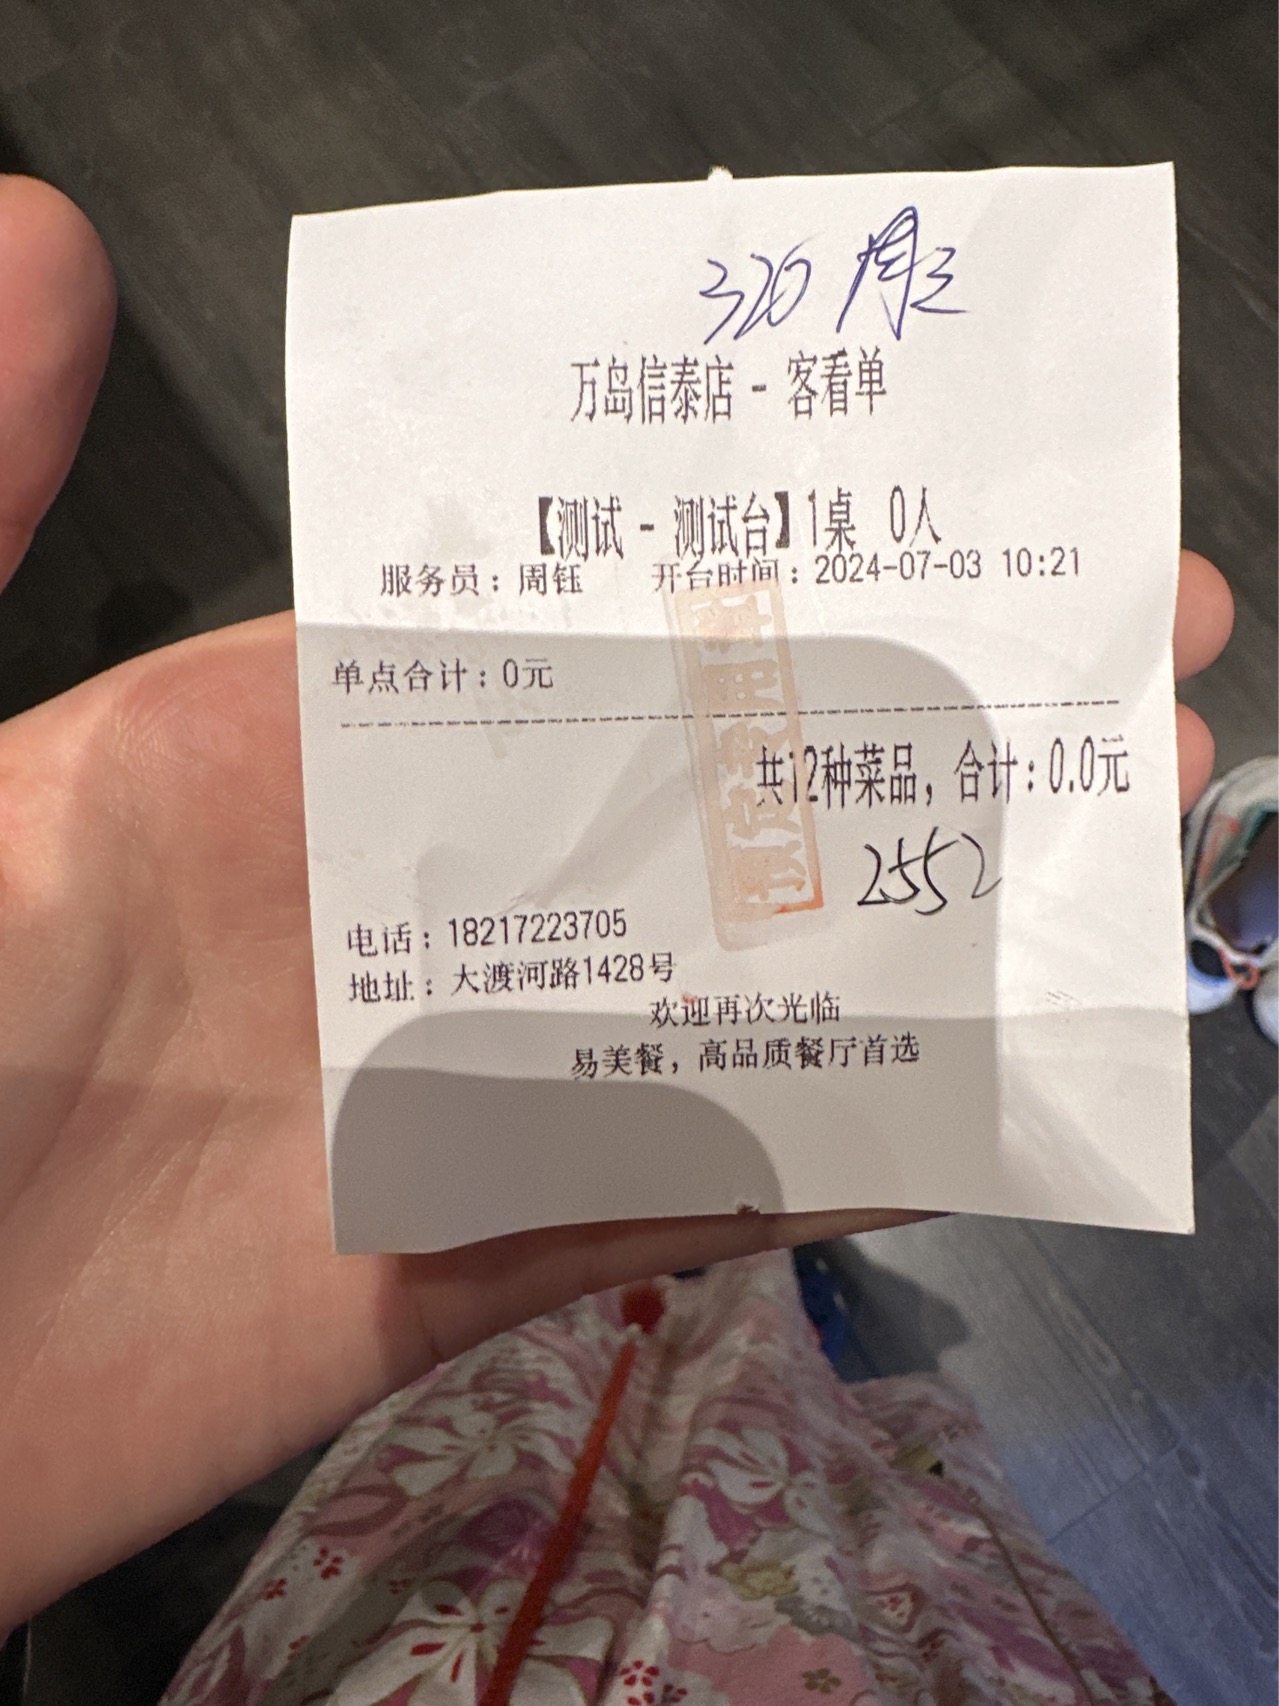 320
万岛信泰店 - 客看单
【测试 - 测试台】1桌 0人
服务员：周钰 开台时间：2024-07-03 10:21
单点合计：0元
共12种菜品，合计：0.0元
2552
电话：18217223705
地址：大渡河路1428号
欢迎再次光临
易美餐，高品质餐厅首选